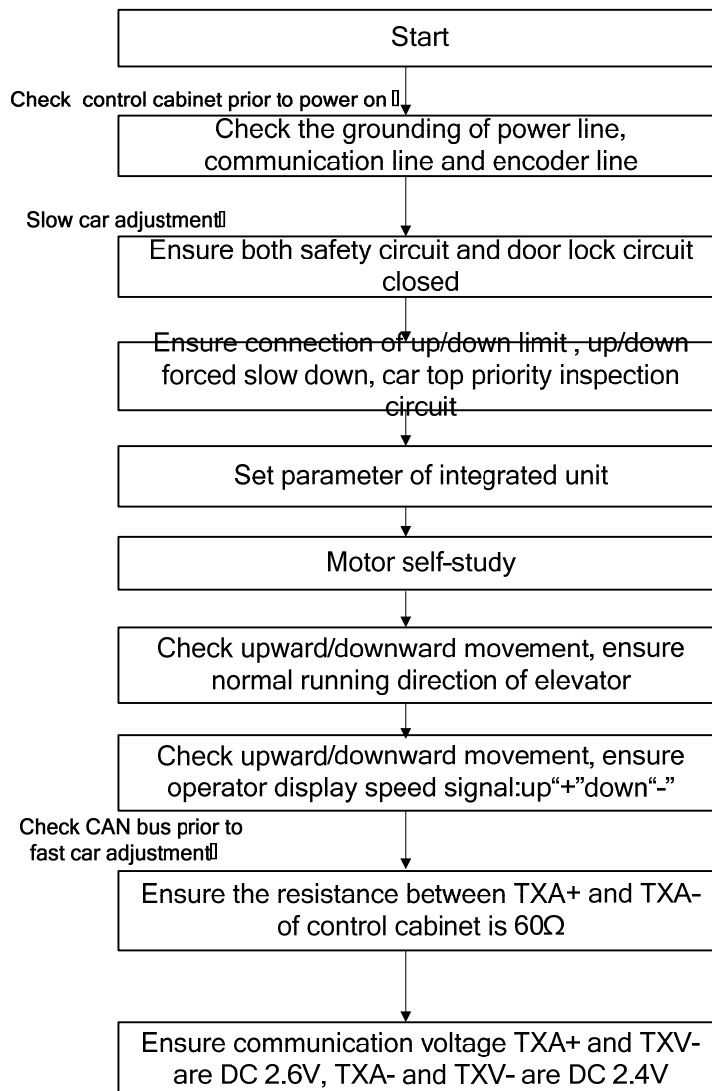 Start
Check control cabinet prior to power on
Check the grounding of power line,
communication line and encoder line
Slow car adjustment
Ensure both safety circuit and door lock circuit
closed
Ensure connection of up/down limit , up/down
forced slow down, car top priority inspection
circuit
Set parameter of integrated unit
Motor self-study
Check upward/downward movement, ensure
normal running direction of elevator
Check upward/downward movement, ensure
operator display speed signal:up“+”down“-”
Check CAN bus prior to
fast car adjustment
Ensure the resistance between TXA+ and TXA-
of control cabinet is 60Ω
Ensure communication voltage TXA+ and TXV-
are DC 2.6V, TXA- and TXV- are DC 2.4V